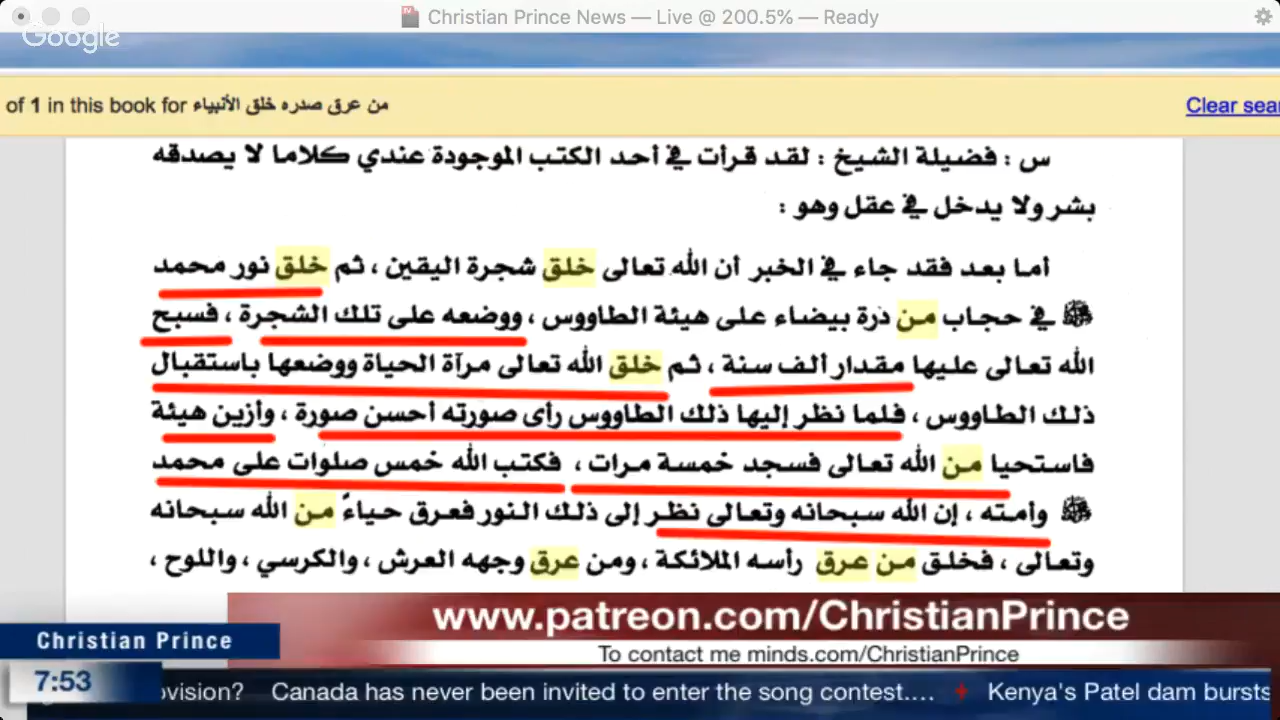 Christian Prince News — Live @ 200.5% — Ready
Google
of 1 in this book for من عرق صدره خلق الأنبياء
Clear sea
س : فضيلة الشيخ : لقد قرأت في أحد الكتب الموجودة عندي كلاما لا يصدقه
بشر ولا يدخل في عقل وهو :
أما بعد فقد جاء في الخبر أن الله تعالى خلق شجرة اليقين ، ثم خلق نور محمد
ﷺ في حجاب من درة بيضاء على هيئة الطاووس ، ووضعه على تلك الشجرة ، فسبح
الله تعالى عليها مقدار ألف سنة ، ثم خلق الله تعالى مرآة الحياة ووضعها باستقبال
ذلك الطاووس ، فلما نظر إليها ذلك الطاووس رأى صورته أحسن صورة ، وأزين هيئة
فاستحيا من الله تعالى فسجد خمسة مرات ، فكتب الله خمس صلوات على محمد
ﷺ وأمته ، إن الله سبحانه وتعالى نظر إلى ذلك النور فعرق حياءً من الله سبحانه
وتعالى ، فخلق من عرق رأسه الملائكة ، ومن عرق وجهه العرش ، والكرسي ، واللوح ،
www.patreon.com/ChristianPrince
Christian Prince
To contact me minds.com/ChristianPrince
7:53
ovision? Canada has never been invited to enter the song contest.... Kenya's Patel dam bursts